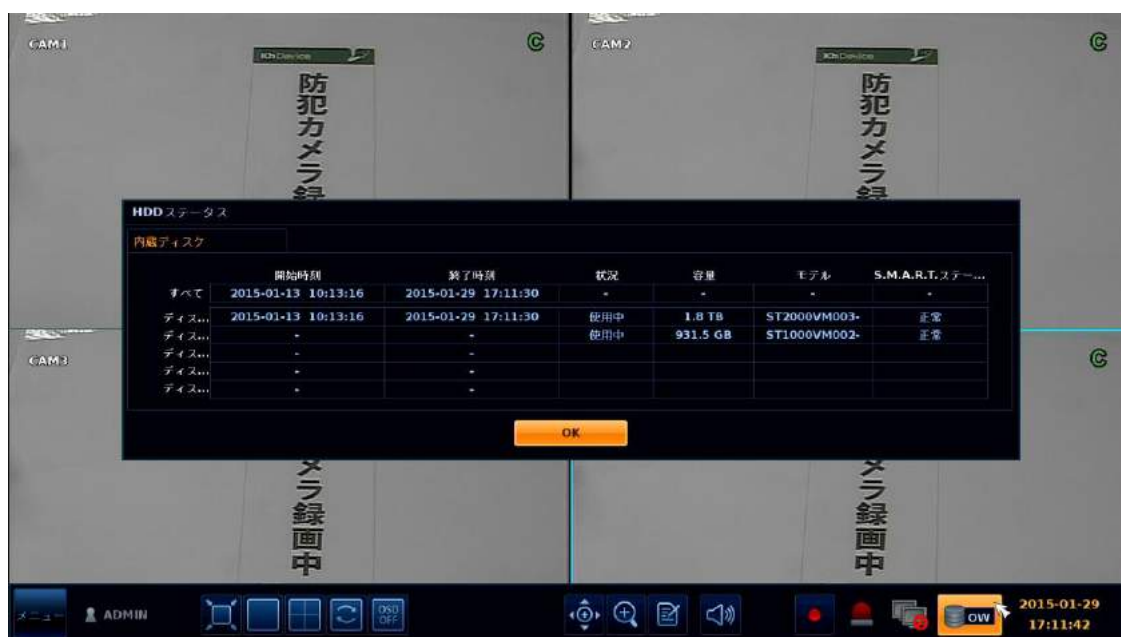 CAM1
CAM2
防犯カメラ録
防犯カメラ録
HDDステータス
内蔵ディスク
開始時刻 終了時刻 状況 容量 モデル S.M.A.R.T.ステー...
すべて 2015-01-13 10:13:16 2015-01-29 17:11:30 - - - -
ディス... 2015-01-13 10:13:16 2015-01-29 17:11:30 使用中 1.8 TB ST2000VM003- 正常
ディス... - - 使用中 931.5 GB ST1000VM002- 正常
ディス... - -
ディス... - -
ディス... - -
OK
CAM3
メラ録画中
メラ録画中
メニュー ADMIN OSD OFF OW 2015-01-29
17:11:42